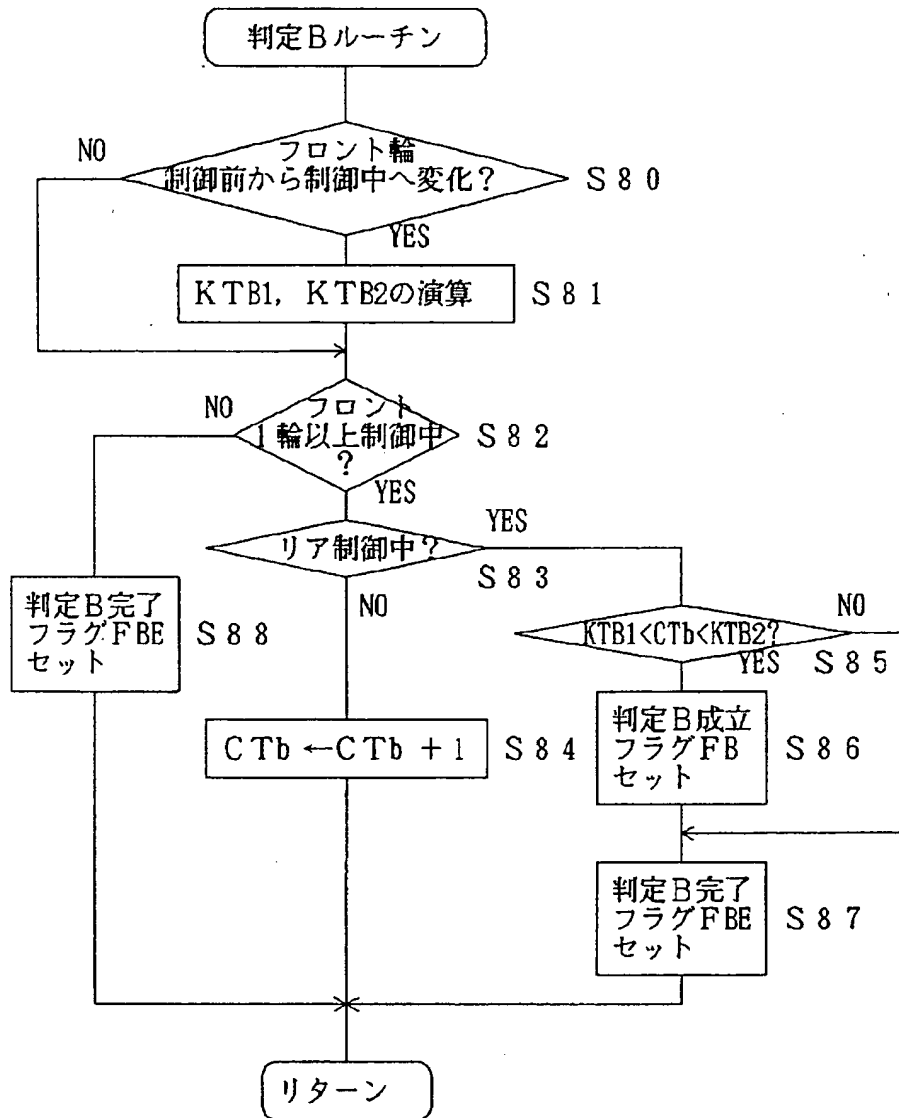 判定Bルーチン
フロント輪
制御前から制御中へ変化?
NO
S80
YES
KTB1, KTB2の演算
S81
フロント
1輪以上制御中
?
NO
S82
YES
リア制御中?
YES
S83
NO
判定B完了
フラグFBE
セット
S88
KTB1<CTb<KTB2?
NO
YES
S85
CTb←CTb+1
S84
判定B成立
フラグFB
セット
S86
判定B完了
フラグFBE
セット
S87
リターン